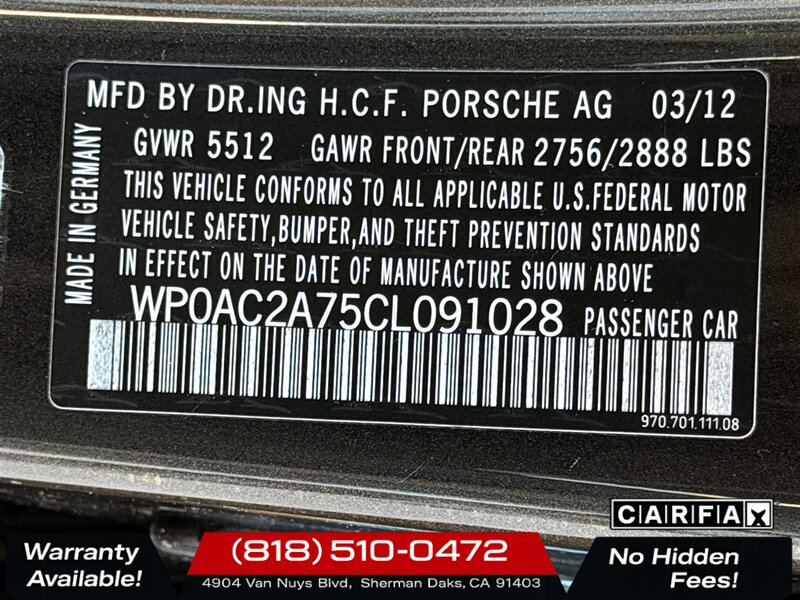 MFD BY DR.ING H.C.F. PORSCHE AG 03/12
GVWR 5512 GAWR FRONT/REAR 2756/2888 LBS
THIS VEHICLE CONFORMS TO ALL APPLICABLE U.S.FEDERAL MOTOR
VEHICLE SAFETY,BUMPER,AND THEFT PREVENTION STANDARDS
IN EFFECT ON THE DATE OF MANUFACTURE SHOWN ABOVE
MADE IN GERMANY
WP0AC2A75CL091028 PASSENGER CAR
970.701.111.08
CARFAX
Warranty
Available!
(818) 510-0472
4904 Van Nuys Blvd, Sherman Oaks, CA 91403
No Hidden
Fees!